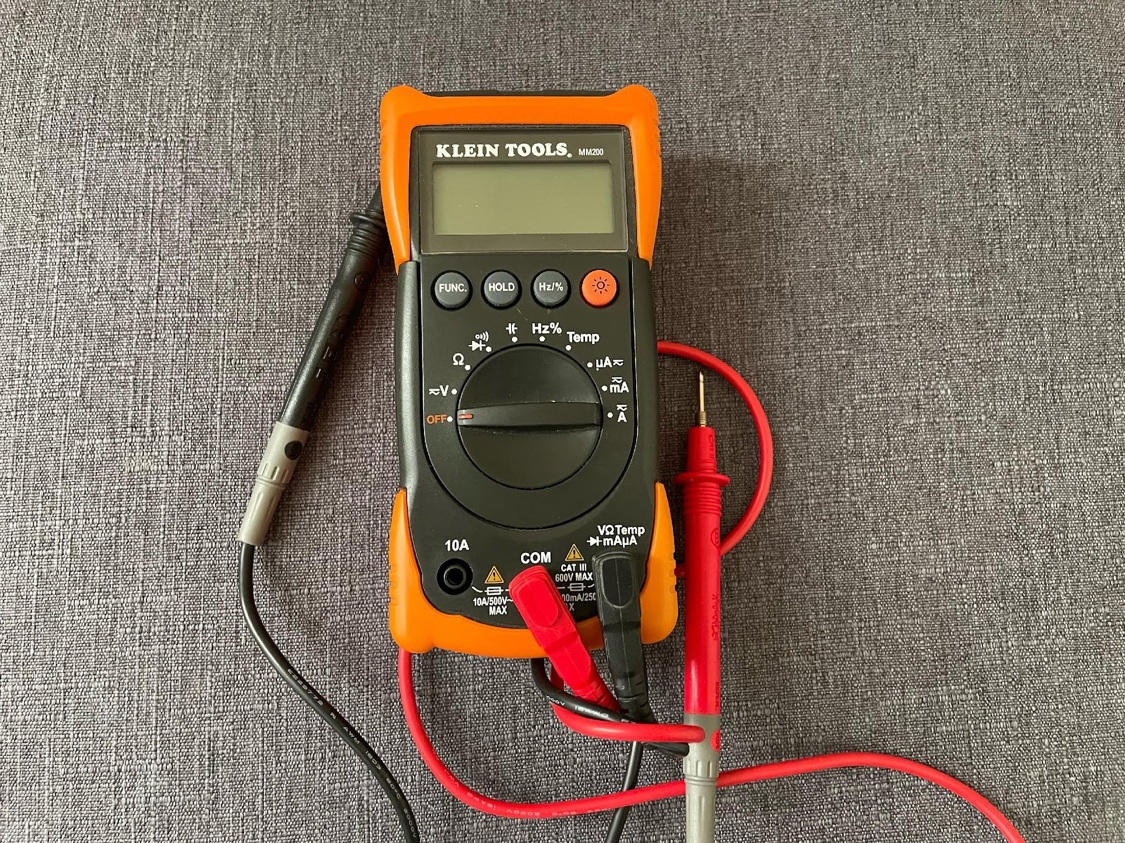 KLEIN TOOLS® MM200
FUNC. HOLD Hz/%
Hz% Temp
Ω µA
V mA
OFF A
10A
VΩTemp
mAµA
COM
CAT III
600V MAX
10A/500V~
MAX